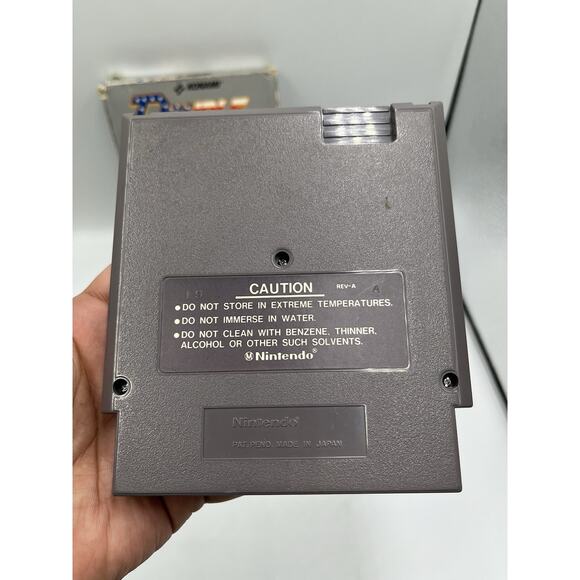 KONAMI
CAUTION
REV-A A
● DO NOT STORE IN EXTREME TEMPERATURES.
● DO NOT IMMERSE IN WATER.
● DO NOT CLEAN WITH BENZENE, THINNER,
ALCOHOL OR OTHER SUCH SOLVENTS.
Ⓜ Nintendo®
Nintendo
PAT.PEND. MADE IN JAPAN